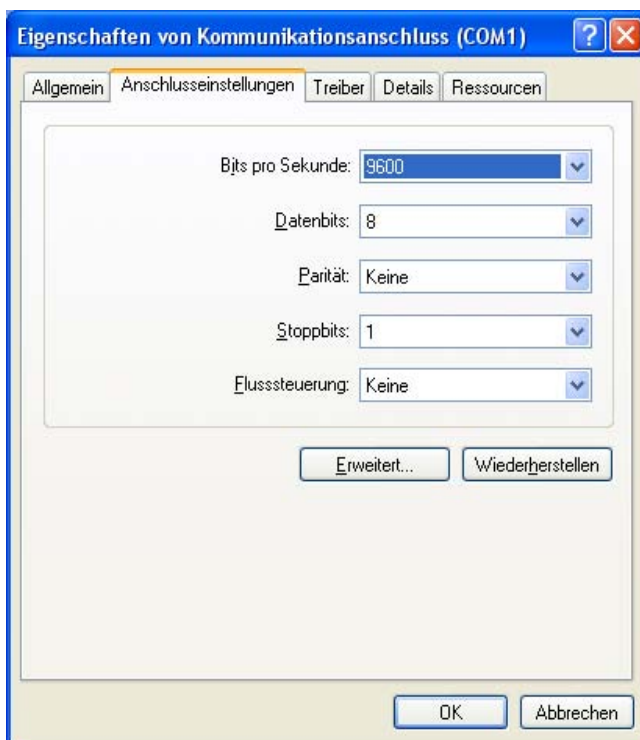 Eigenschaften von Kommunikationsanschluss (COM1)
Allgemein Anschlusseinstellungen Treiber Details Ressourcen
Bits pro Sekunde: 9600
Datenbits: 8
Parität: Keine
Stoppbits: 1
Flusssteuerung: Keine
Erweitert... Wiederherstellen
OK Abbrechen